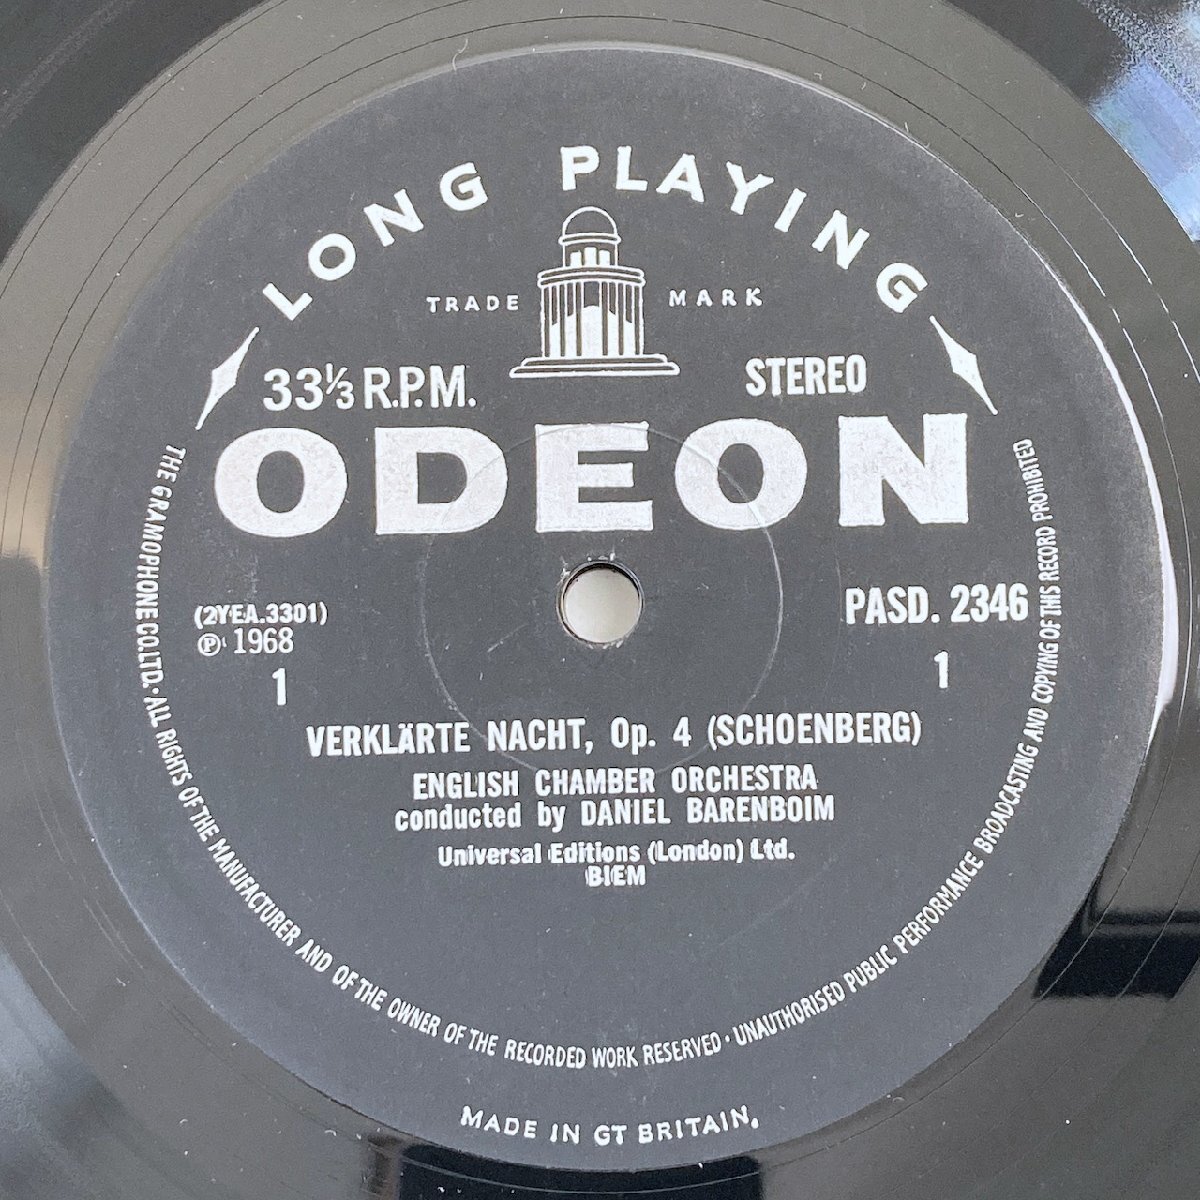 LONG PLAYING
TRADE MARK
33⅓ R.P.M. STEREO
ODEON
(2YEA.3301)
℗ 1968
1
PASD. 2346
1
VERKLÄRTE NACHT, Op. 4 (SCHOENBERG)
ENGLISH CHAMBER ORCHESTRA
conducted by DANIEL BARENBOIM
Universal Editions (London) Ltd.
BIEM
THE GRAMOPHONE CO. LTD. · ALL RIGHTS OF THE MANUFACTURER AND OF THE OWNER OF THE RECORDED WORK RESERVED · UNAUTHORISED PUBLIC PERFORMANCE BROADCASTING AND COPYING OF THIS RECORD PROHIBITED
MADE IN GT BRITAIN.